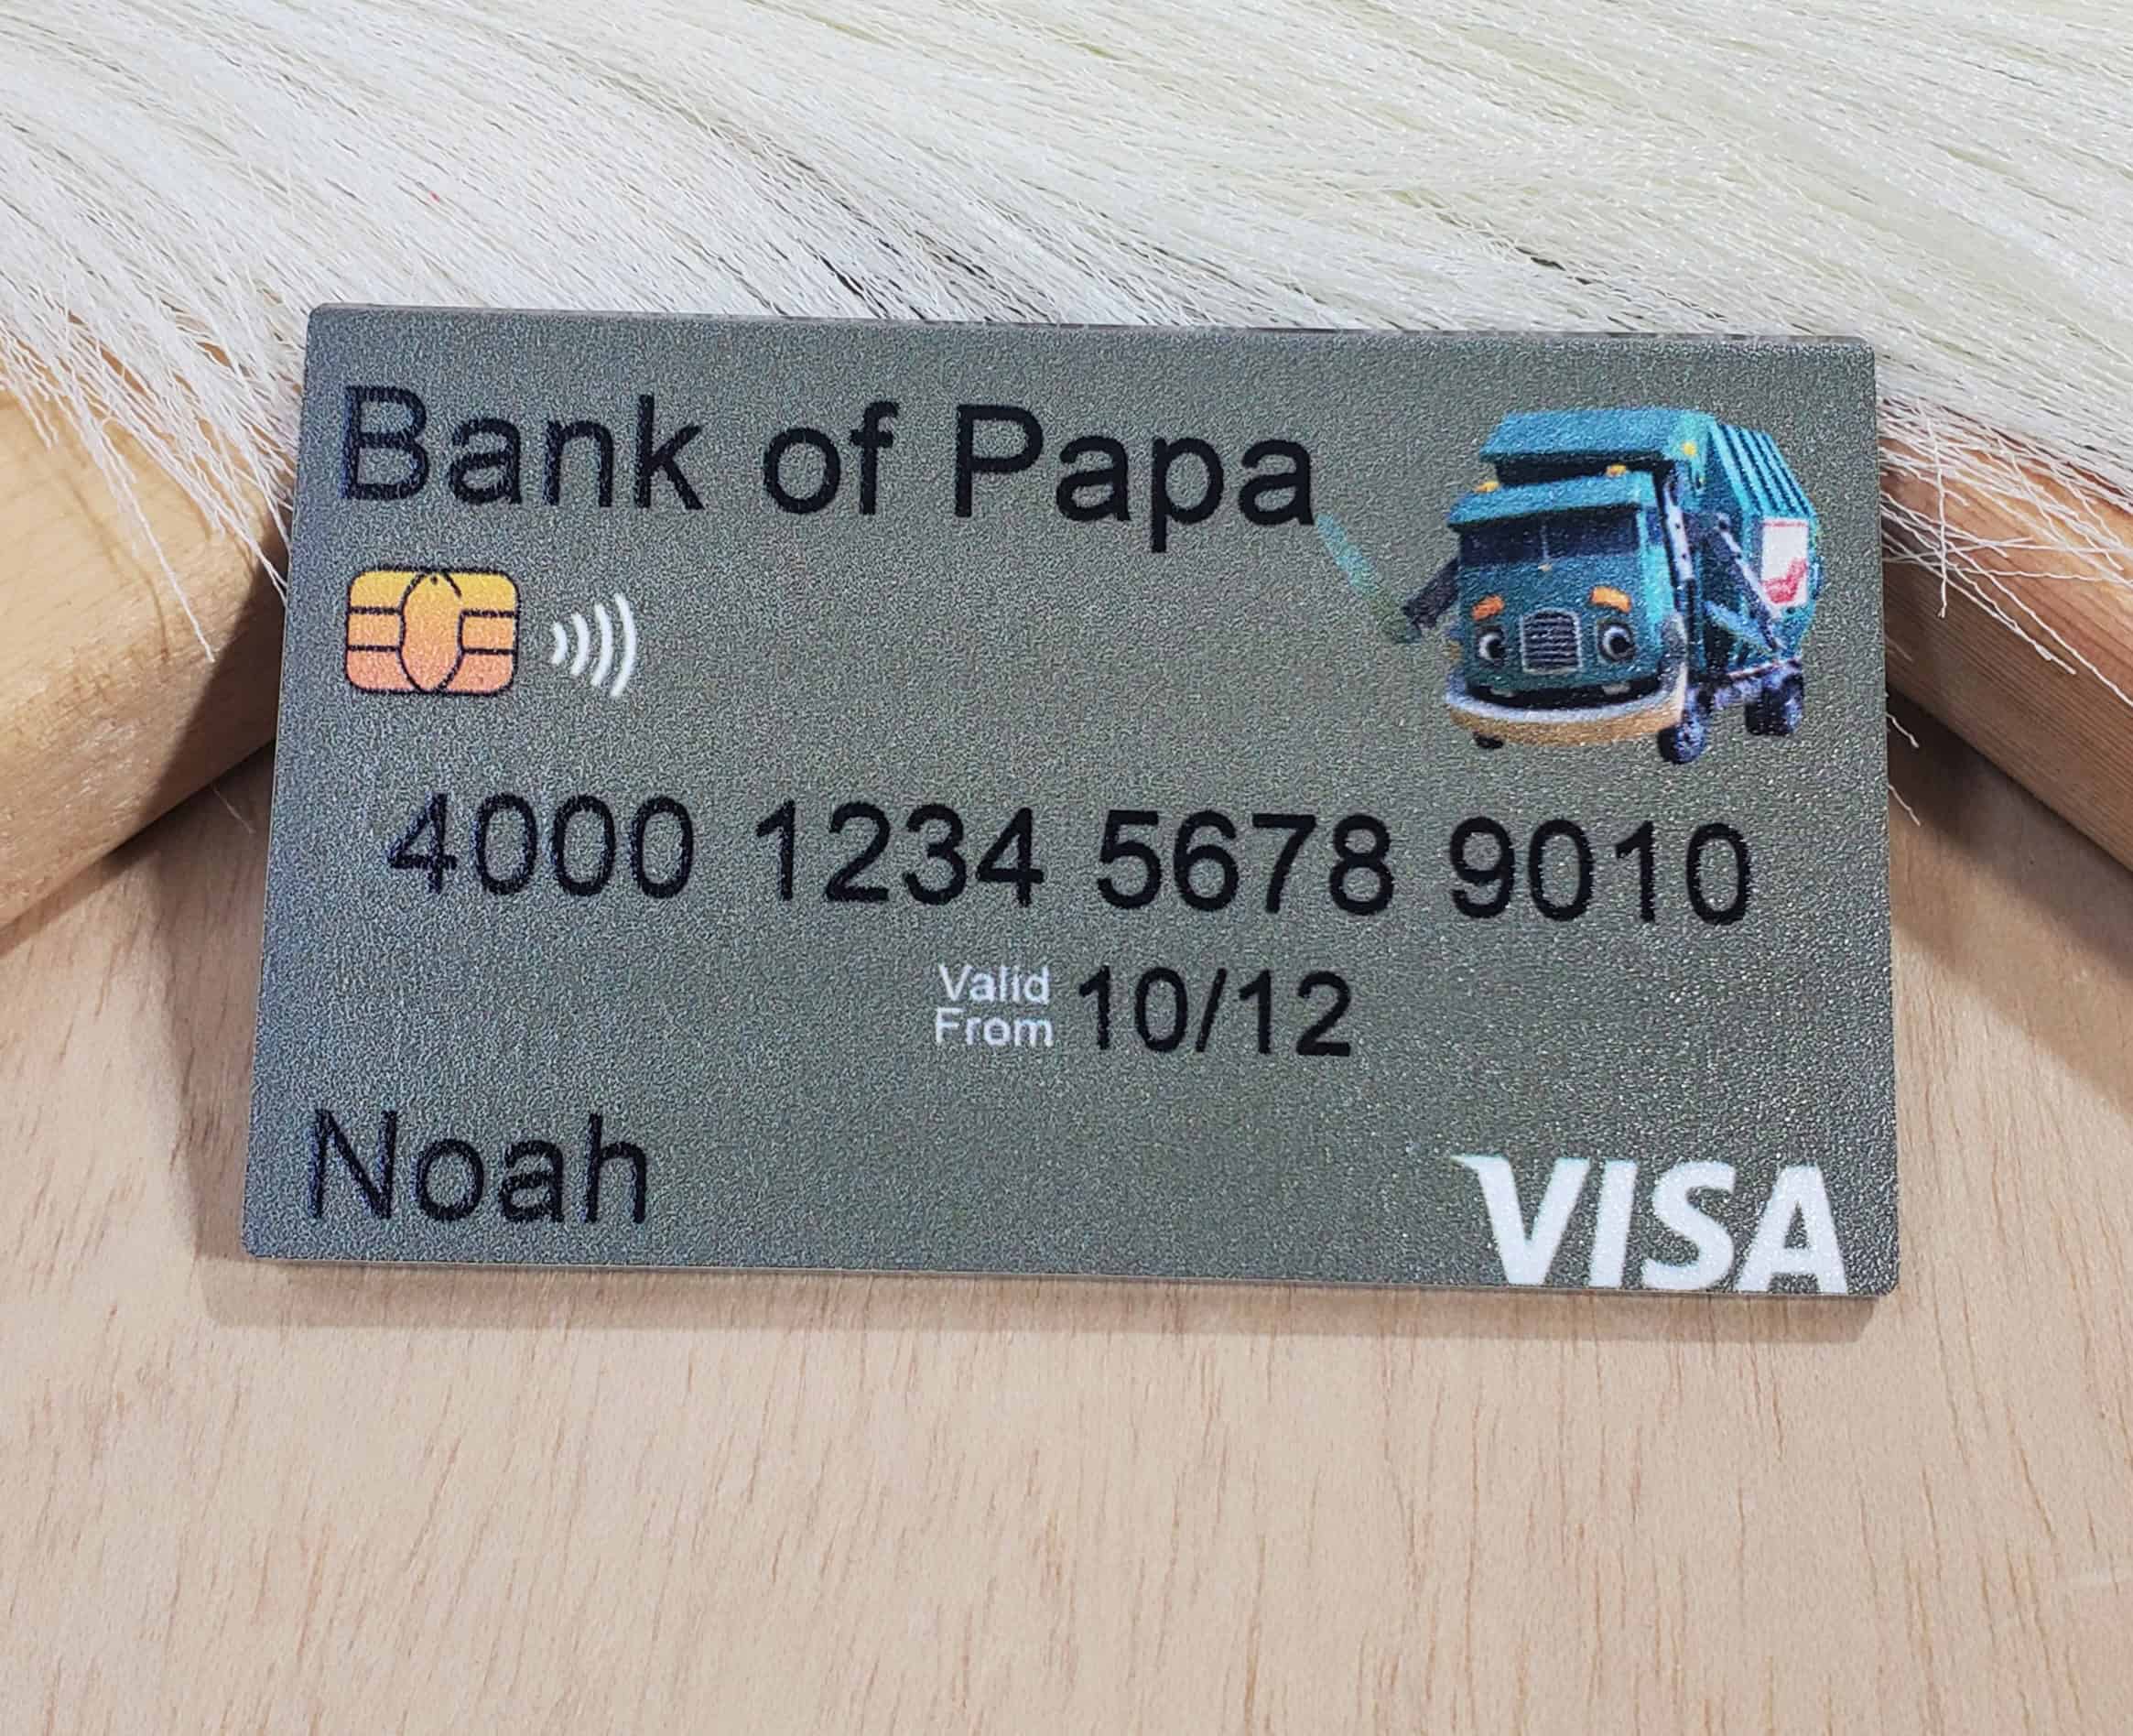 Bank of Papa
4000 1234 5678 9010
Valid
From 10/12
Noah
VISA